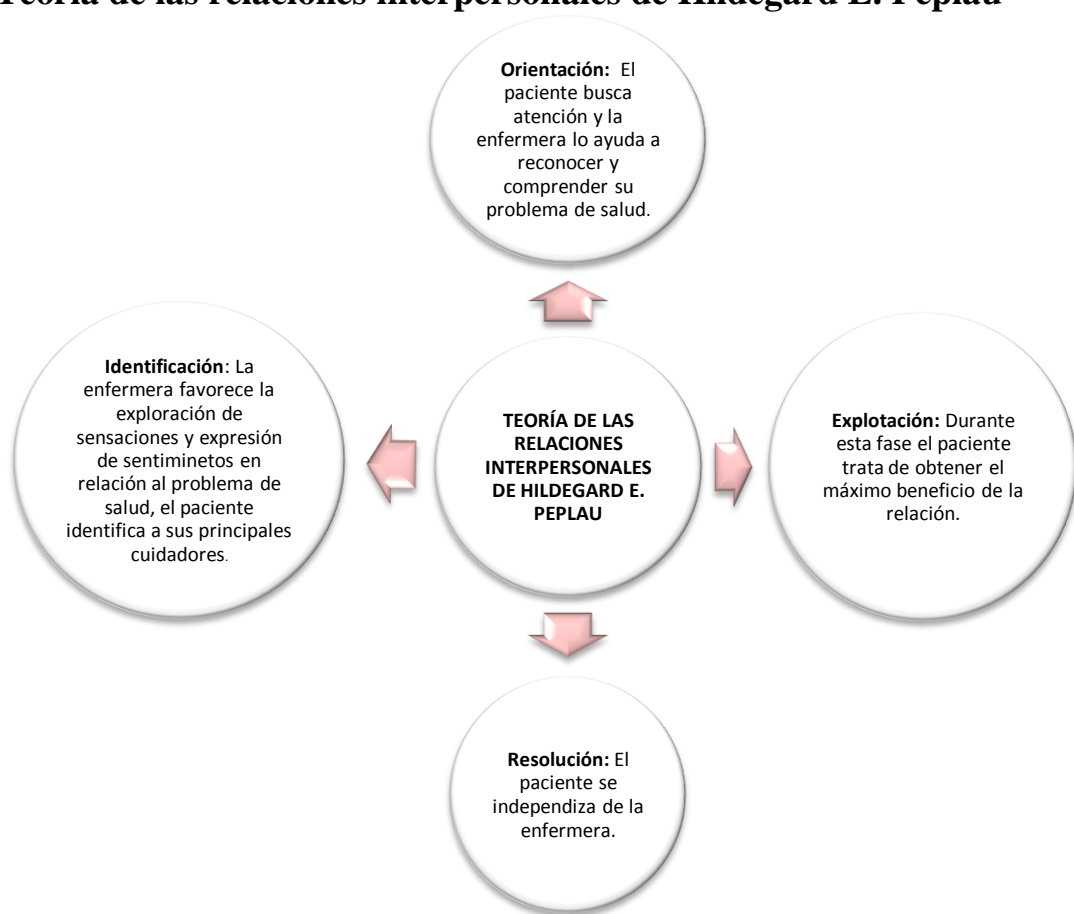 Teoría de las relaciones interpersonales de Hildegard E. Peplau
Orientación: El
paciente busca
atención y la
enfermera lo ayuda a
reconocer y
comprender su
problema de salud.
Identificación: La
enfermera favorece la
exploración de
sensaciones y expresión
de sentiminetos en
relación al problema de
salud, el paciente
identifica a sus principales
cuidadores.
TEORÍA DE LAS
RELACIONES
INTERPERSONALES
DE HILDEGARD E.
PEPLAU
Explotación: Durante
esta fase el paciente
trata de obtener el
máximo beneficio de la
relación.
Resolución: El
paciente se
independiza de la
enfermera.